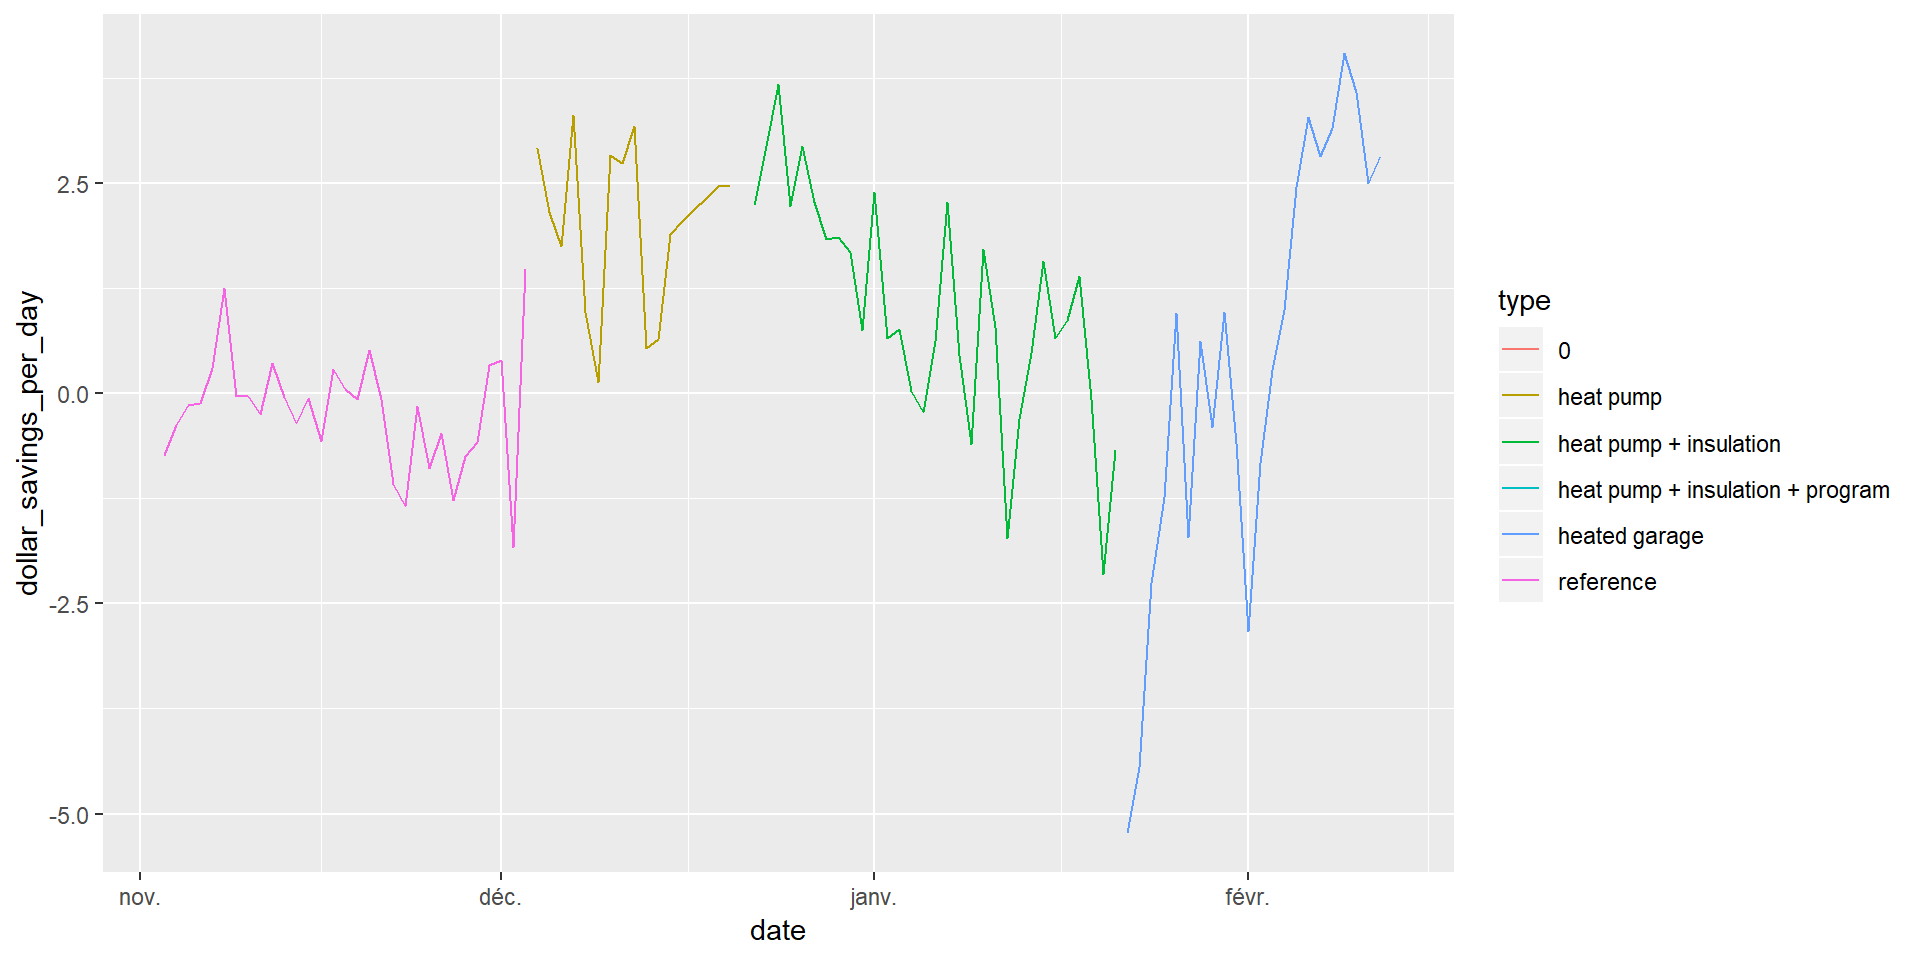 dollar_savings_per_day
2.5
0.0
-2.5
-5.0
nov.
déc.
janv.
févr.
date
type
0
heat pump
heat pump + insulation
heat pump + insulation + program
heated garage
reference